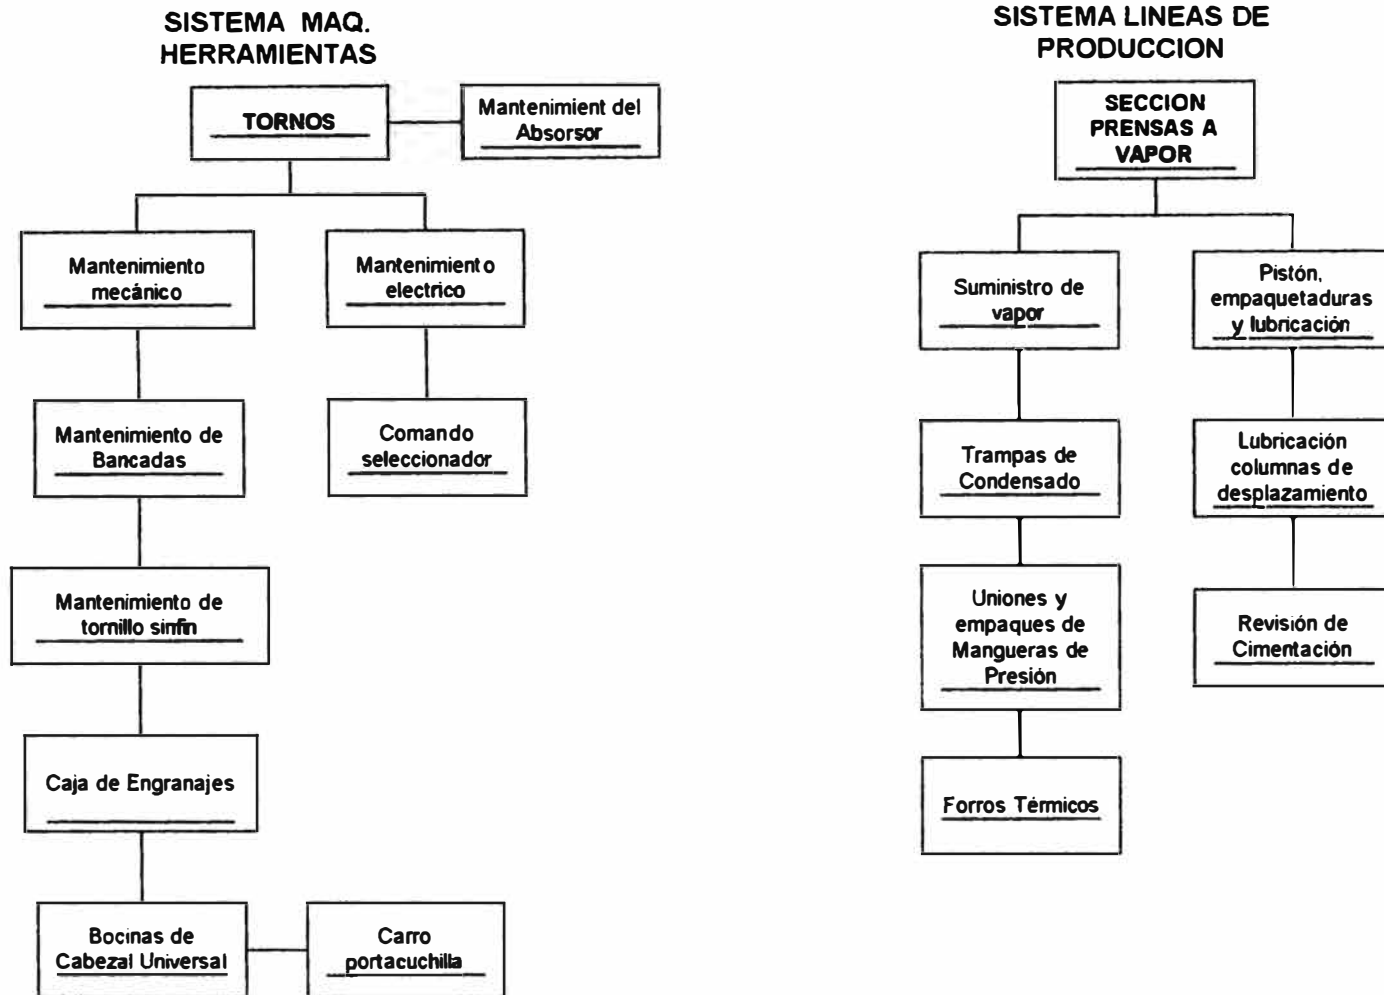 SISTEMA MAQ.
HERRAMIENTAS
TORNOS
Mantenimient del
Absorsor
Mantenimiento
mecánico
Mantenimiento
electrico
Mantenimiento de
Bancadas
Comando
seleccionador
Mantenimiento de
tornillo sinfin
Caja de Engranajes
Bocinas de
Cabezal Universal
Carro
portacuchilla
SISTEMA LINEAS DE
PRODUCCION
SECCION
PRENSAS A
VAPOR
Suministro de
vapor
Pistón,
empaquetaduras
y lubricación
Trampas de
Condensado
Lubricación
columnas de
desplazamiento
Uniones y
empaques de
Mangueras de
Presión
Revisión de
Cimentación
Forros Térmicos